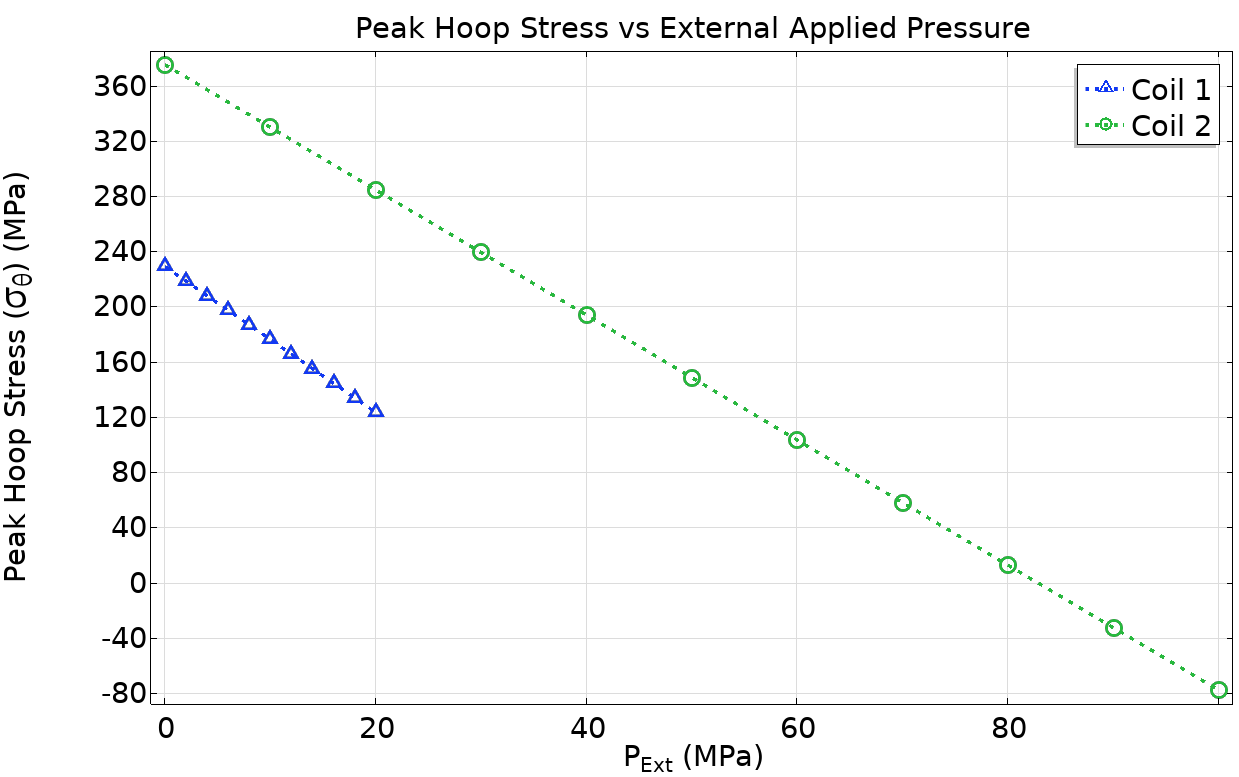 Peak Hoop Stress vs External Applied Pressure
Coil 1
Coil 2
Peak Hoop Stress (σθ) (MPa)
360
320
280
240
200
160
120
80
40
0
-40
-80
0 20 40 60 80
PExt (MPa)